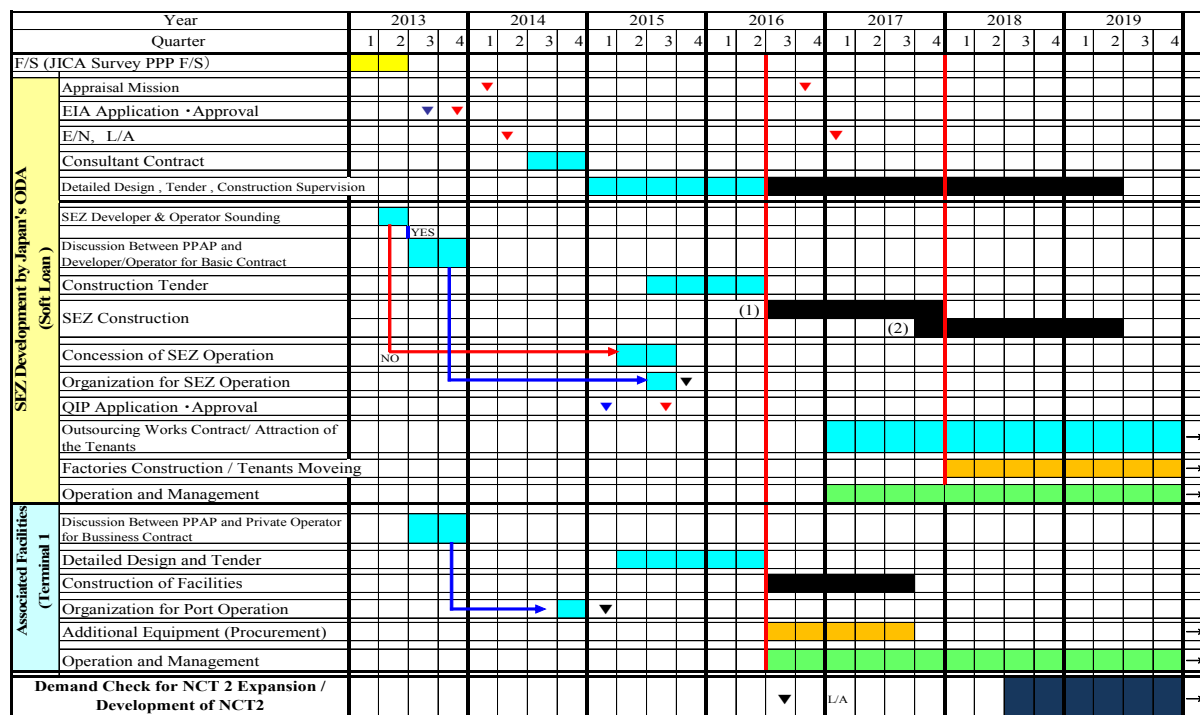 Year 2013 2014 2015 2016 2017 2018 2019
Quarter 1 2 3 4 1 2 3 4 1 2 3 4 1 2 3 4 1 2 3 4 1 2 3 4 1 2 3 4
F/S (JICA Survey PPP F/S)
SEZ Development by Japan's ODA
(Soft Loan )
Appraisal Mission
EIA Application・Approval
E/N, L/A
Consultant Contract
Detailed Design , Tender , Construction Supervision
SEZ Developer & Operator Sounding
YES
Discussion Between PPAP and
Developer/Operator for Basic Contract
Construction Tender
SEZ Construction
(1)
(2)
Concession of SEZ Operation
NO
Organization for SEZ Operation
QIP Application・Approval
Outsourcing Works Contract/ Attraction of
the Tenants
Factories Construction / Tenants Moveing
Operation and Management
Associated Facilities
(Terminal 1
Discussion Between PPAP and Private Operator
for Bussiness Contract
Detailed Design and Tender
Construction of Facilities
Organization for Port Operation
Additional Equipment (Procurement)
Operation and Management
Demand Check for NCT 2 Expansion /
Development of NCT2
L/A